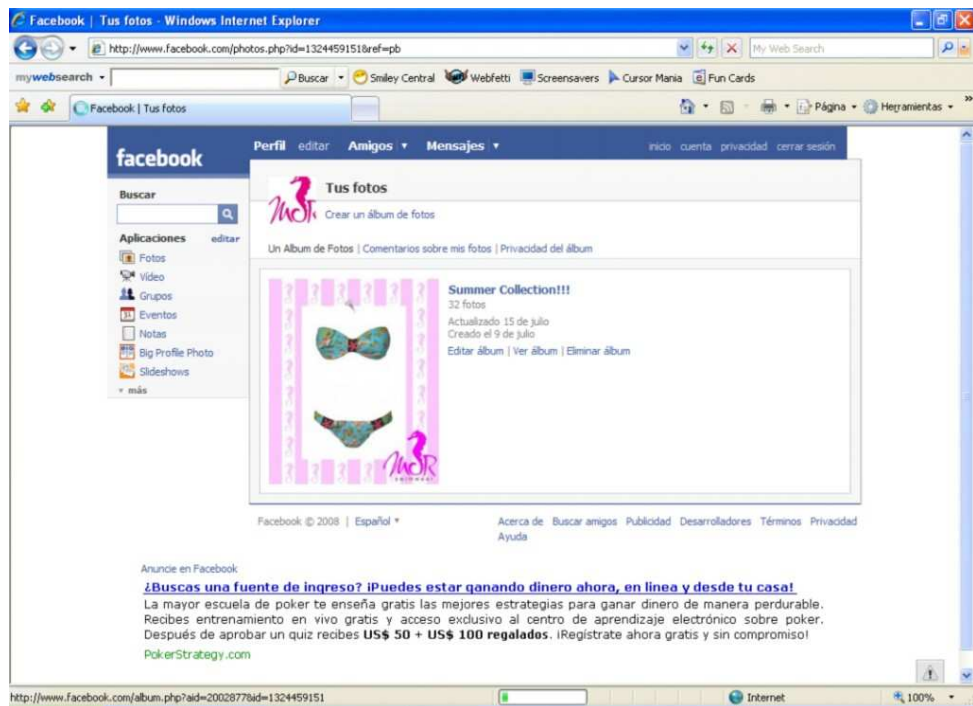 Facebook | Tus fotos - Windows Internet Explorer
http://www.facebook.com/photos.php?id=1324459151&ref=pb
My Web Search
mywebsearch
Buscar
Smiley Central
Webfetti
Screensavers
Cursor Mania
Fun Cards
Facebook | Tus fotos
Página
Herramientas
facebook
Perfil editar Amigos Mensajes
inicio cuenta privacidad cerrar sesión
Buscar
Aplicaciones editar
Fotos
Vídeo
Grupos
31 Eventos
Notas
Big Profile Photo
Slideshows
más
MSR
Tus fotos
Crear un álbum de fotos
Un Album de Fotos | Comentarios sobre mis fotos | Privacidad del álbum
MSR
swimwear
Summer Collection!!!
32 fotos
Actualizado 15 de julio
Creado el 9 de julio
Editar álbum | Ver álbum | Eliminar álbum
Facebook © 2008 | Español
Acerca de Buscar amigos Publicidad Desarrolladores Términos Privacidad
Ayuda
Anuncie en Facebook
¿Buscas una fuente de ingreso? ¡Puedes estar ganando dinero ahora, en linea y desde tu casa!
La mayor escuela de poker te enseña gratis las mejores estrategias para ganar dinero de manera perdurable.
Recibes entrenamiento en vivo gratis y acceso exclusivo al centro de aprendizaje electrónico sobre poker.
Después de aprobar un quiz recibes US$ 50 + US$ 100 regalados. ¡Regístrate ahora gratis y sin compromiso!
PokerStrategy.com
http://www.facebook.com/album.php?aid=2002877&id=1324459151
Internet
100%